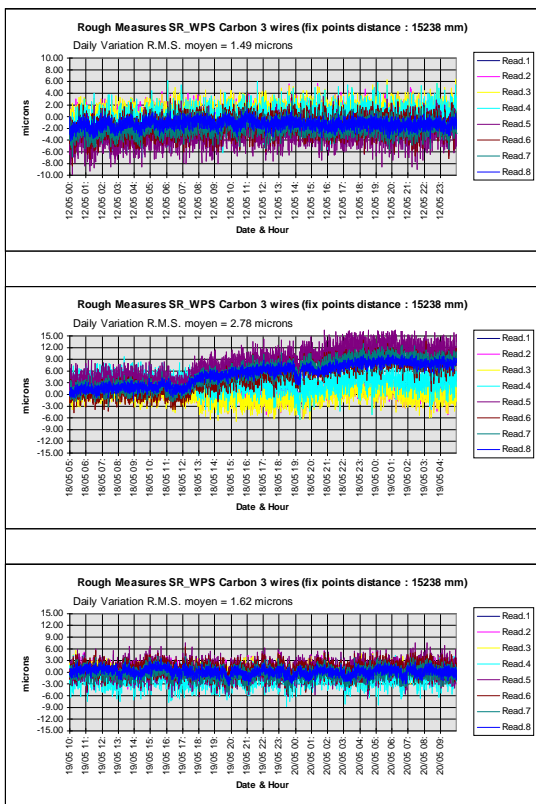 Rough Measures SR_WPS Carbon 3 wires (fix points distance : 15238 mm)
Daily Variation R.M.S. moyen = 1.49 microns
10.00
8.00
6.00
4.00
2.00
0.00
-2.00
-4.00
-6.00
-8.00
-10.00
microns
12/05 00:
12/05 01:
12/05 02:
12/05 03:
12/05 04:
12/05 05:
12/05 06:
12/05 07:
12/05 08:
12/05 09:
12/05 10:
12/05 11:
12/05 12:
12/05 13:
12/05 14:
12/05 15:
12/05 16:
12/05 17:
12/05 18:
12/05 19:
12/05 20:
12/05 21:
12/05 22:
12/05 23:
Date & Hour
Read.1
Read.2
Read.3
Read.4
Read.5
Read.6
Read.7
Read.8
Rough Measures SR_WPS Carbon 3 wires (fix points distance : 15238 mm)
Daily Variation R.M.S. moyen = 2.78 microns
15.00
12.00
9.00
6.00
3.00
0.00
-3.00
-6.00
-9.00
-12.00
-15.00
microns
18/05 05:
18/05 06:
18/05 07:
18/05 08:
18/05 09:
18/05 10:
18/05 11:
18/05 12:
18/05 13:
18/05 14:
18/05 15:
18/05 16:
18/05 17:
18/05 18:
18/05 19:
18/05 20:
18/05 21:
18/05 22:
18/05 23:
19/05 00:
19/05 01:
19/05 02:
19/05 03:
19/05 04:
Date & Hour
Read.1
Read.2
Read.3
Read.4
Read.5
Read.6
Read.7
Read.8
Rough Measures SR_WPS Carbon 3 wires (fix points distance : 15238 mm)
Daily Variation R.M.S. moyen = 1.62 microns
15.00
12.00
9.00
6.00
3.00
0.00
-3.00
-6.00
-9.00
-12.00
-15.00
microns
19/05 10:
19/05 11:
19/05 12:
19/05 13:
19/05 14:
19/05 15:
19/05 16:
19/05 17:
19/05 18:
19/05 19:
19/05 20:
19/05 21:
19/05 22:
19/05 23:
20/05 00:
20/05 01:
20/05 02:
20/05 03:
20/05 04:
20/05 05:
20/05 06:
20/05 07:
20/05 08:
20/05 09:
Date & Hour
Read.1
Read.2
Read.3
Read.4
Read.5
Read.6
Read.7
Read.8